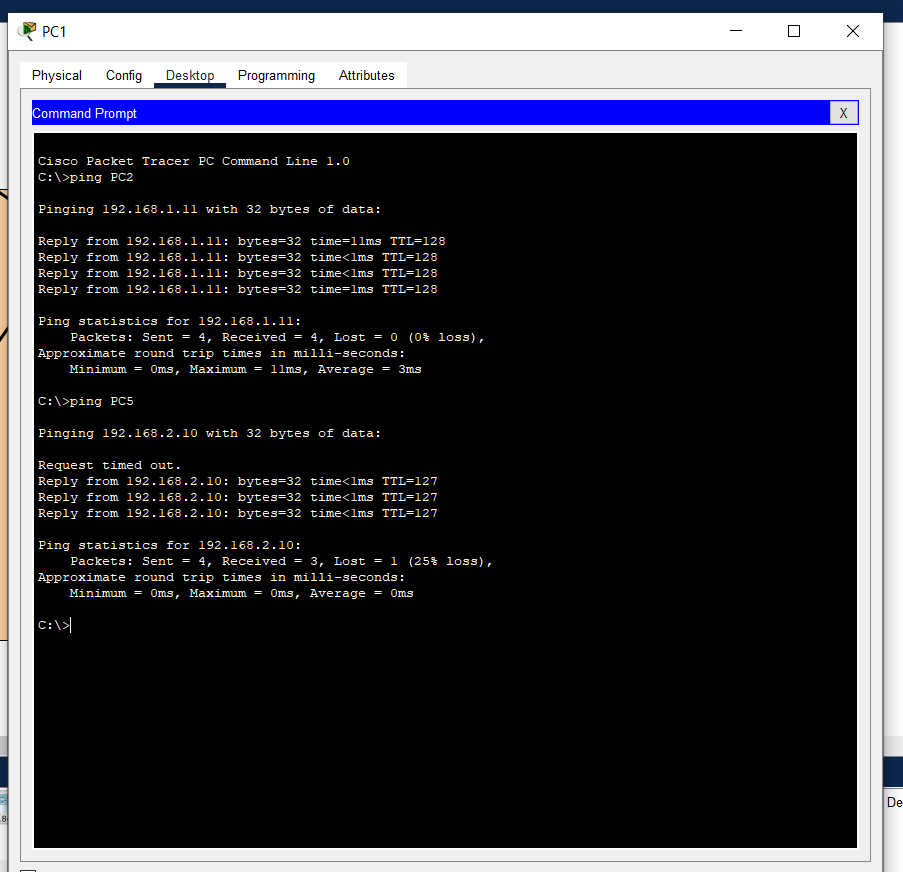 PC1
Physical Config Desktop Programming Attributes
Command Prompt
X
Cisco Packet Tracer PC Command Line 1.0
C:\>ping PC2
Pinging 192.168.1.11 with 32 bytes of data:
Reply from 192.168.1.11: bytes=32 time=11ms TTL=128
Reply from 192.168.1.11: bytes=32 time<1ms TTL=128
Reply from 192.168.1.11: bytes=32 time<1ms TTL=128
Reply from 192.168.1.11: bytes=32 time=1ms TTL=128
Ping statistics for 192.168.1.11:
Packets: Sent = 4, Received = 4, Lost = 0 (0% loss),
Approximate round trip times in milli-seconds:
Minimum = 0ms, Maximum = 11ms, Average = 3ms
C:\>ping PC5
Pinging 192.168.2.10 with 32 bytes of data:
Request timed out.
Reply from 192.168.2.10: bytes=32 time<1ms TTL=127
Reply from 192.168.2.10: bytes=32 time<1ms TTL=127
Reply from 192.168.2.10: bytes=32 time<1ms TTL=127
Ping statistics for 192.168.2.10:
Packets: Sent = 4, Received = 3, Lost = 1 (25% loss),
Approximate round trip times in milli-seconds:
Minimum = 0ms, Maximum = 0ms, Average = 0ms
C:\>
De